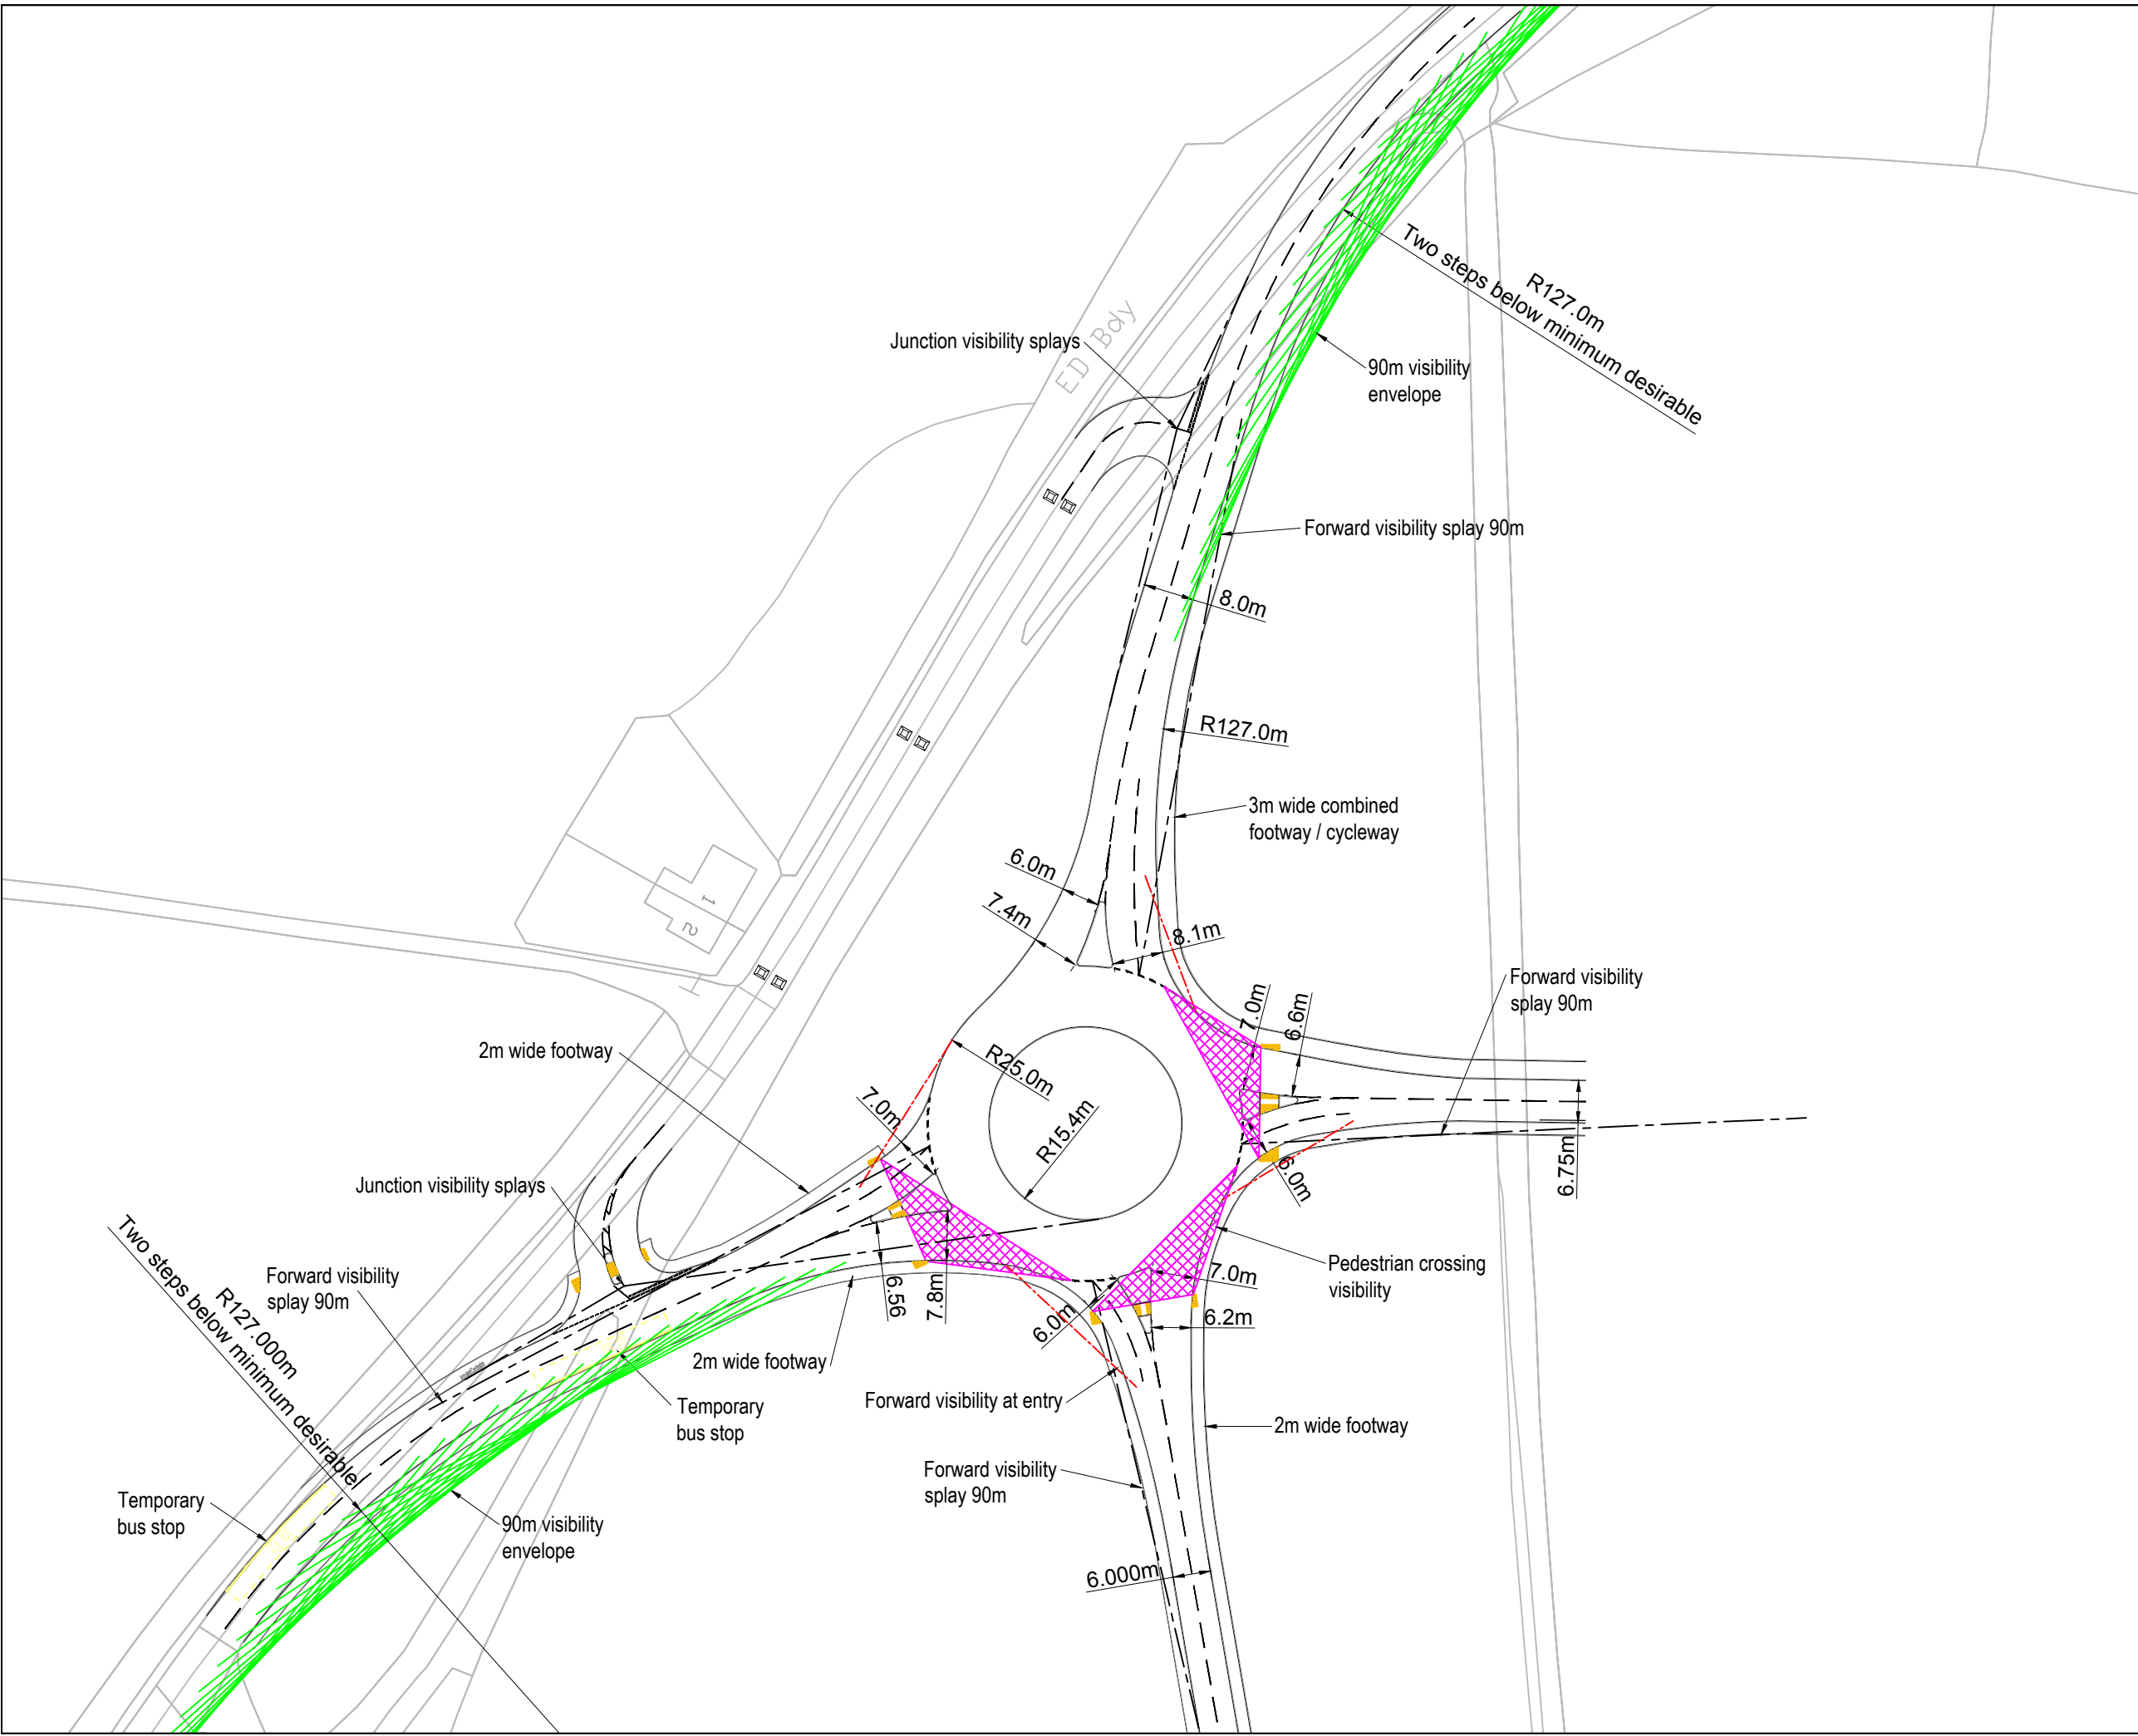 ED Bdy
Junction visibility splays
R127.0m
Two steps below minimum desirable
90m visibility
envelope
Forward visibility splay 90m
8.0m
R127.0m
3m wide combined
footway / cycleway
6.0m
7.4m
8.1m
1
2
Forward visibility
splay 90m
7.0m
6.6m
2m wide footway
R25.0m
7.0m
R15.4m
6.75m
6.0m
Junction visibility splays
R127.000m
Two steps below minimum desirable
Forward visibility
splay 90m
6.56
7.8m
Pedestrian crossing
visibility
7.0m
6.0m
6.2m
2m wide footway
Forward visibility at entry
Temporary
bus stop
2m wide footway
Forward visibility
splay 90m
Temporary
bus stop
90m visibility
envelope
6.000m